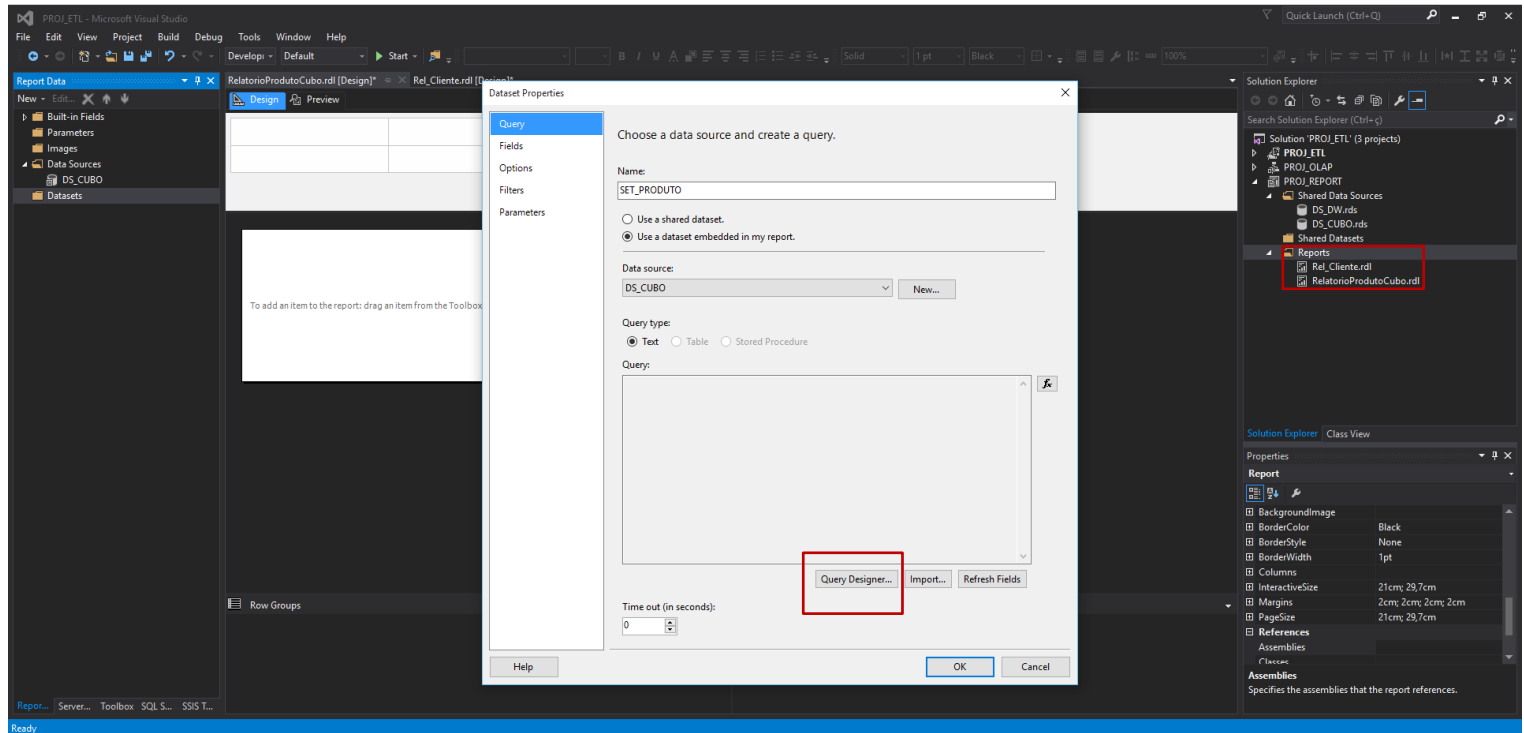 PROJ_ETL - Microsoft Visual Studio
Quick Launch (Ctrl+Q)
File Edit View Project Build Debug Tools Window Help
Developi Default Start Solid 1 pt Black 100%
Report Data
New Edit...
Built-in Fields
Parameters
Images
Data Sources
DS_CUBO
Datasets
RelatorioProdutoCubo.rdl [Design]* Rel_Cliente.rdl [Design]*
Design Preview
To add an item to the report: drag an item from the Toolbox
Row Groups
Dataset Properties
Query
Fields
Options
Filters
Parameters
Choose a data source and create a query.
Name:
SET_PRODUTO
Use a shared dataset.
Use a dataset embedded in my report.
Data source:
DS_CUBO
New...
Query type:
Text Table Stored Procedure
Query:
fx
Query Designer... Import... Refresh Fields
Time out (in seconds):
0
Help OK Cancel
Solution Explorer
Search Solution Explorer (Ctrl+ç)
Solution 'PROJ_ETL' (3 projects)
PROJ_ETL
PROJ_OLAP
PROJ_REPORT
Shared Data Sources
DS_DW.rds
DS_CUBO.rds
Shared Datasets
Reports
Rel_Cliente.rdl
RelatorioProdutoCubo.rdl
Solution Explorer Class View
Properties
Report
BackgroundImage
BorderColor Black
BorderStyle None
BorderWidth 1pt
Columns
InteractiveSize 21cm; 29,7cm
Margins 2cm; 2cm; 2cm; 2cm
PageSize 21cm; 29,7cm
References
Assemblies
Classes
Assemblies
Specifies the assemblies that the report references.
Repor... Server... Toolbox SQL S... SSIS T...
Ready